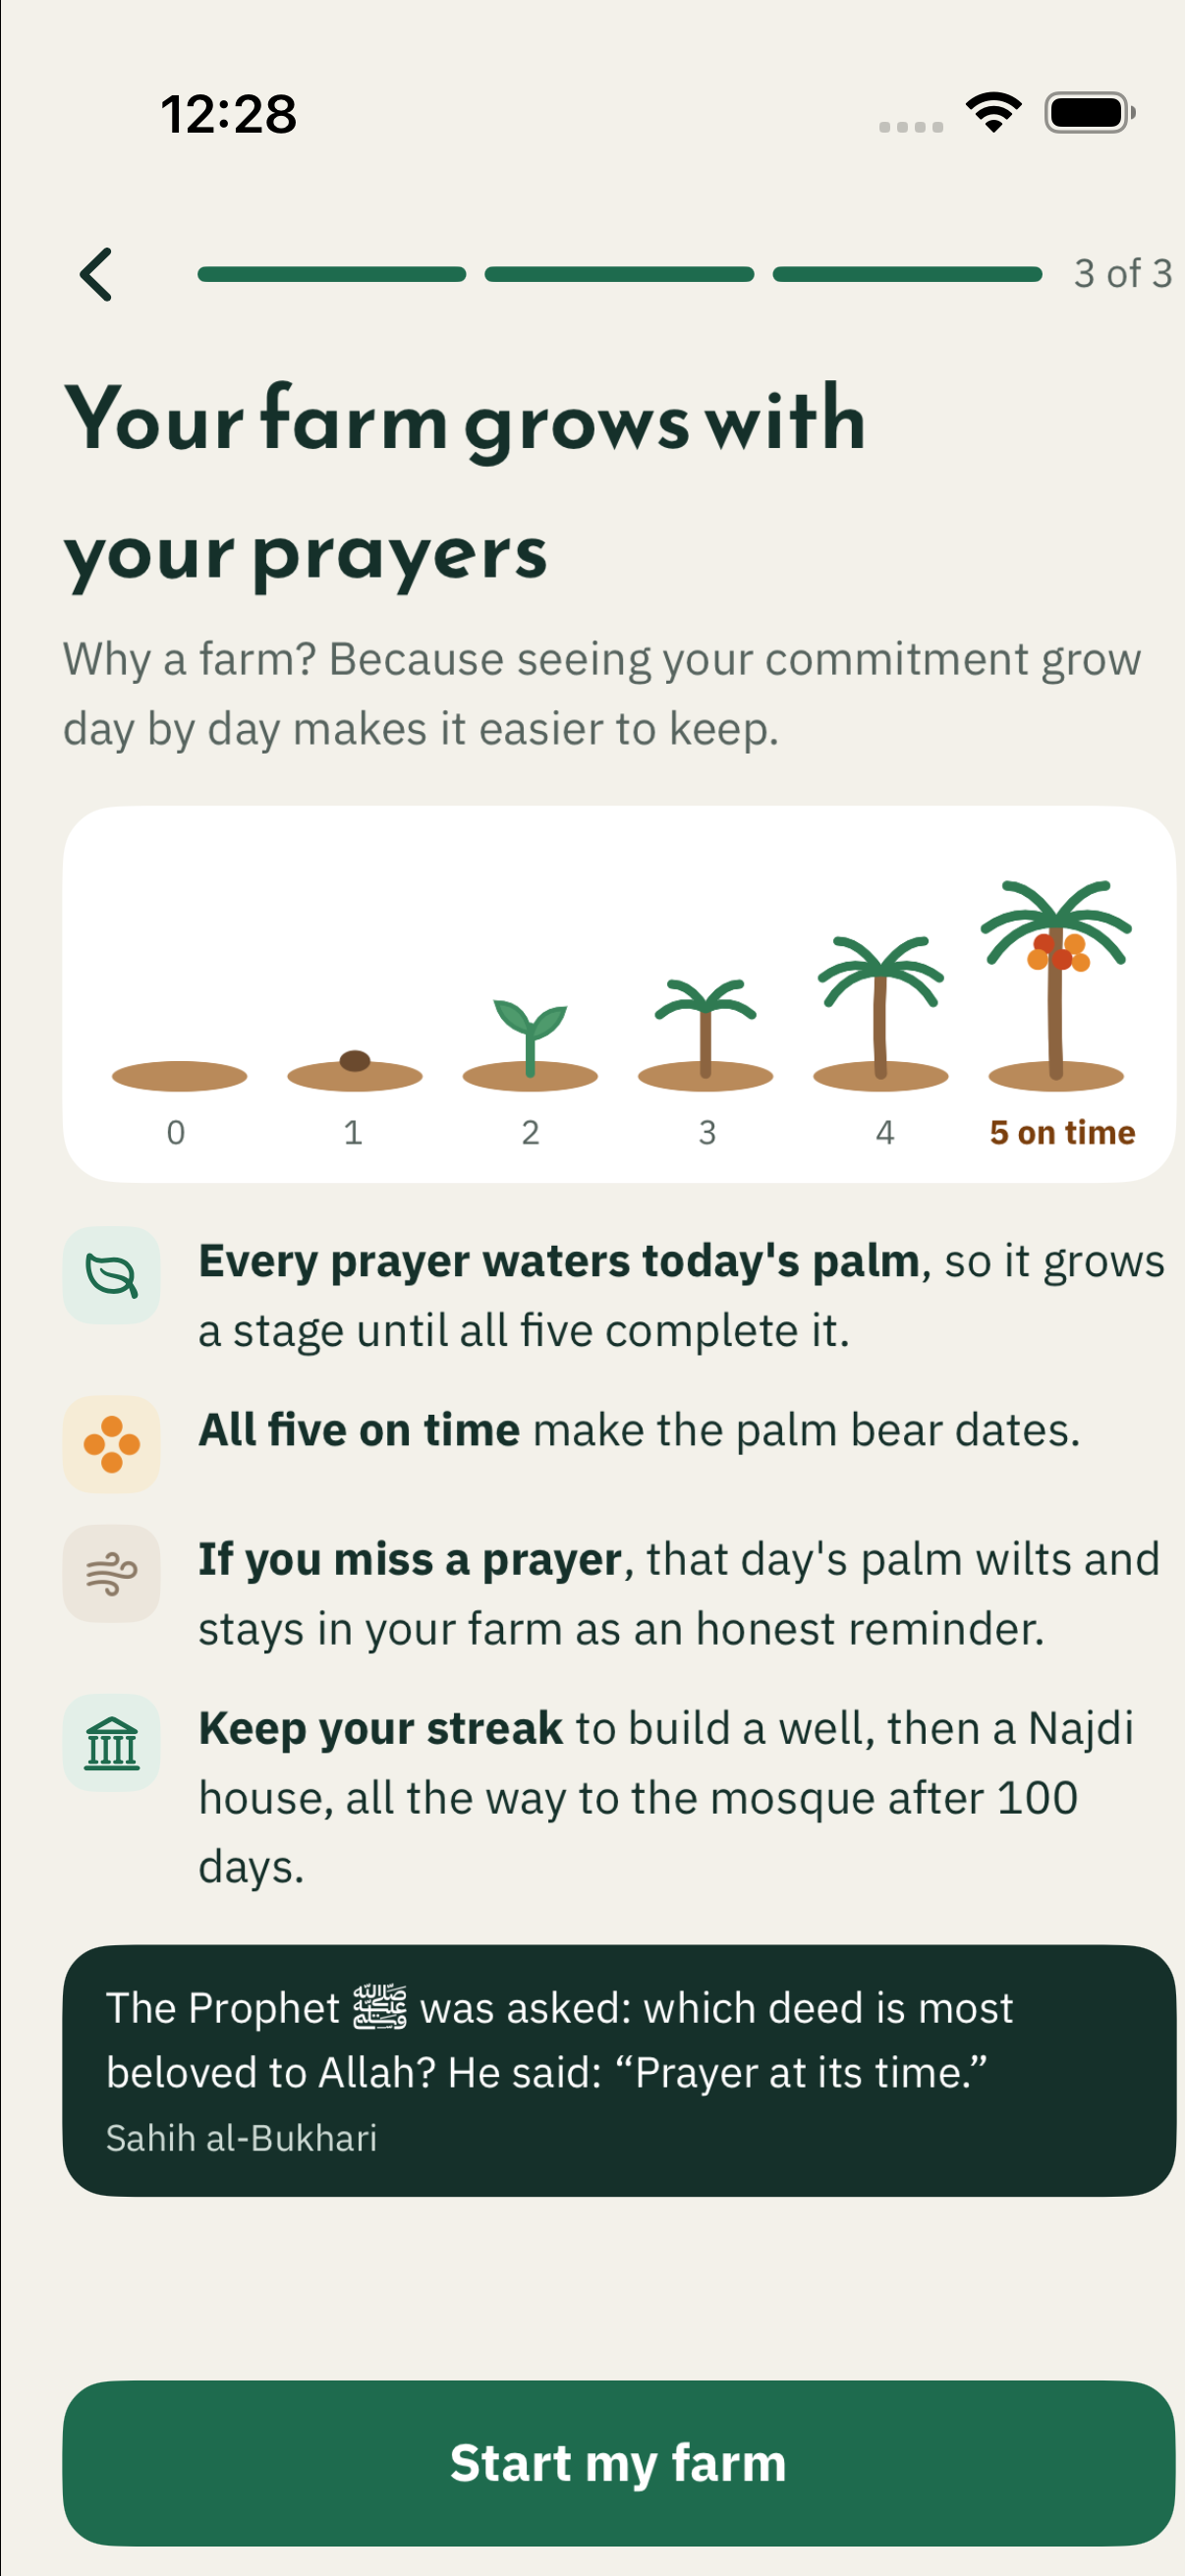 12:28
3 of 3
Your farm grows with
your prayers
Why a farm? Because seeing your commitment grow
day by day makes it easier to keep.
0 1 2 3 4 5 on time
Every prayer waters today's palm, so it grows
a stage until all five complete it.
All five on time make the palm bear dates.
If you miss a prayer, that day's palm wilts and
stays in your farm as an honest reminder.
Keep your streak to build a well, then a Najdi
house, all the way to the mosque after 100
days.
The Prophet ﷺ was asked: which deed is most
beloved to Allah? He said: “Prayer at its time.”
Sahih al-Bukhari
Start my farm